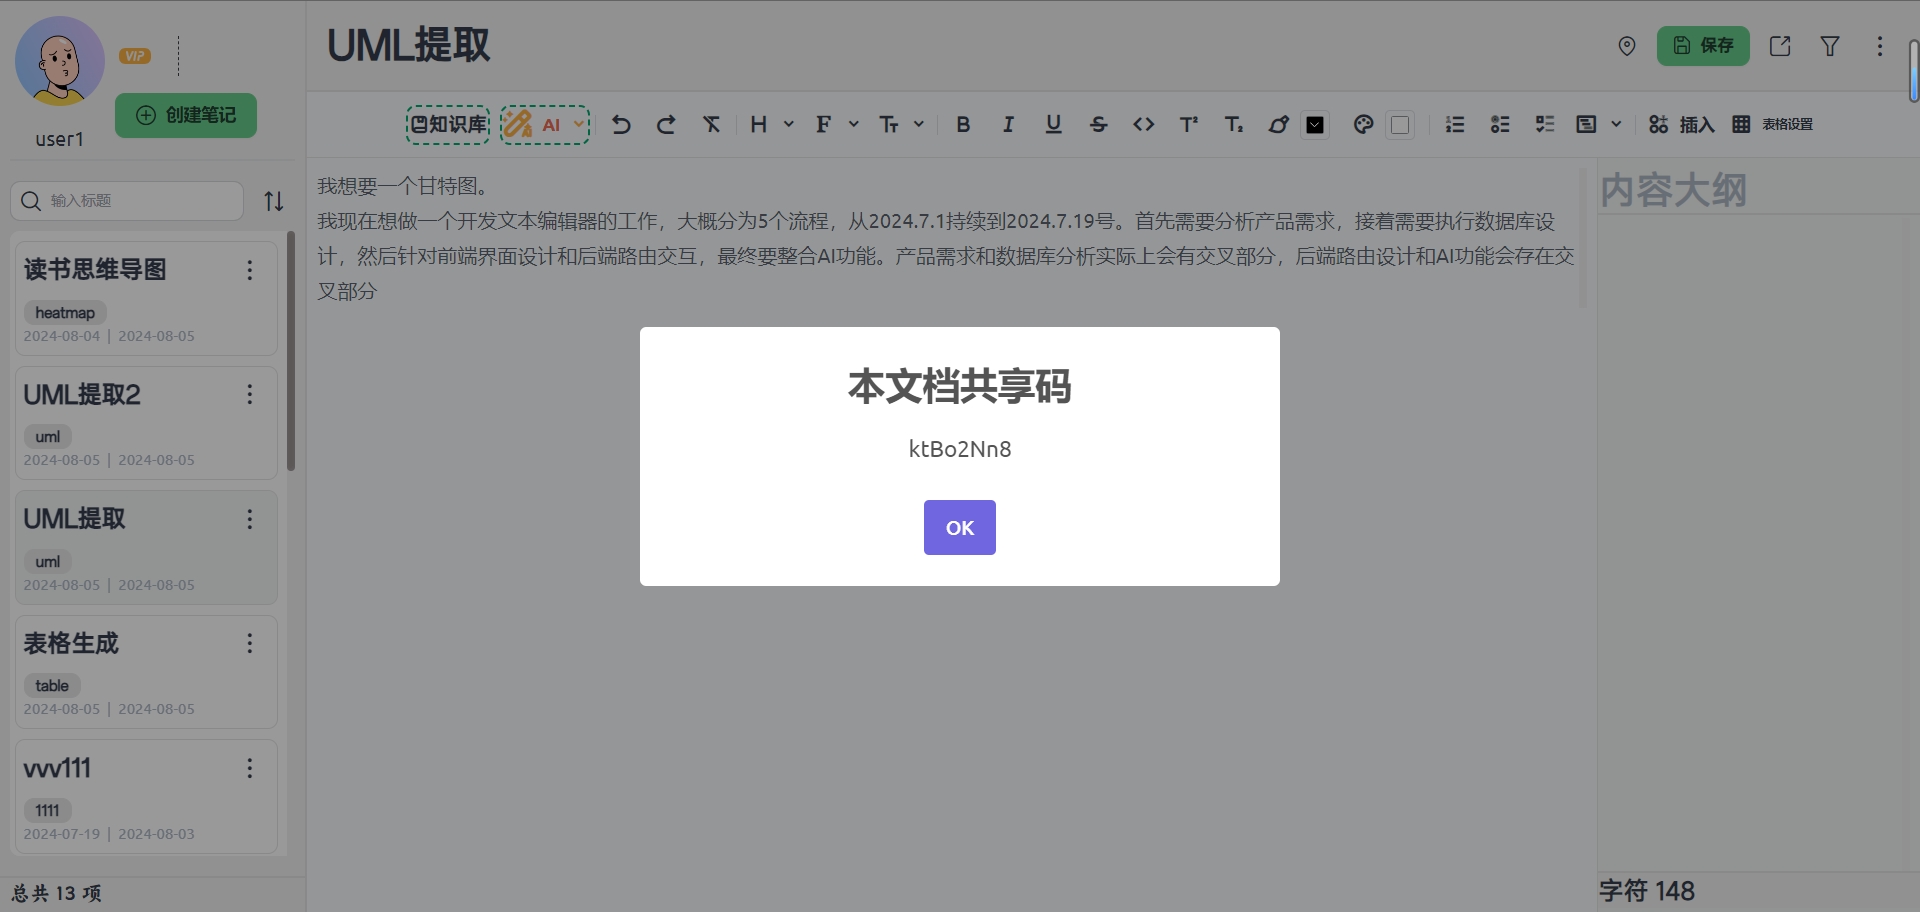 VIP
创建笔记
user1
输入标题
读书思维导图
heatmap
2024-08-04 | 2024-08-05
UML提取2
uml
2024-08-05 | 2024-08-05
UML提取
uml
2024-08-05 | 2024-08-05
表格生成
table
2024-08-05 | 2024-08-05
vvv111
1111
2024-07-19 | 2024-08-03
总共 13 项
UML提取
保存
知识库 AI H F Tт B I U S <> T² T₂ 插入 表格设置
我想要一个甘特图。
我现在想做一个开发文本编辑器的工作，大概分为5个流程，从2024.7.1持续到2024.7.19号。首先需要分析产品需求，接着需要执行数据库设
计，然后针对前端界面设计和后端路由交互，最终要整合AI功能。产品需求和数据库分析实际上会有交叉部分，后端路由设计和AI功能会存在交
叉部分
本文档共享码
ktBo2Nn8
OK
内容大纲
字符 148